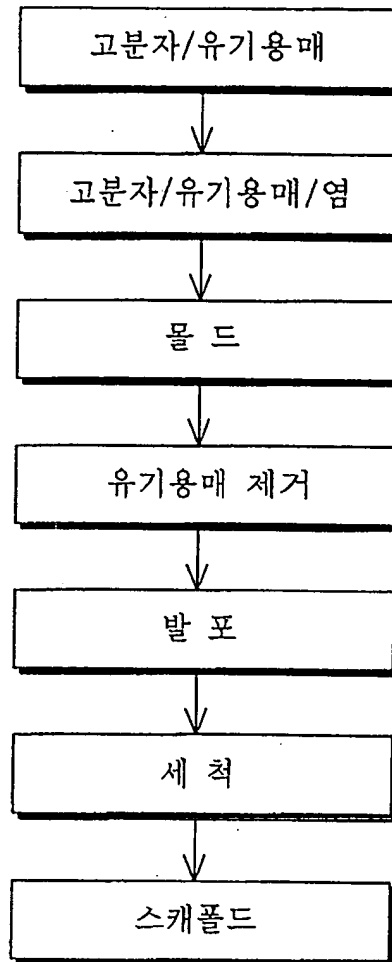 고분자/유기용매
고분자/유기용매/염
몰 드
유기용매 제거
발 포
세 척
스캐폴드